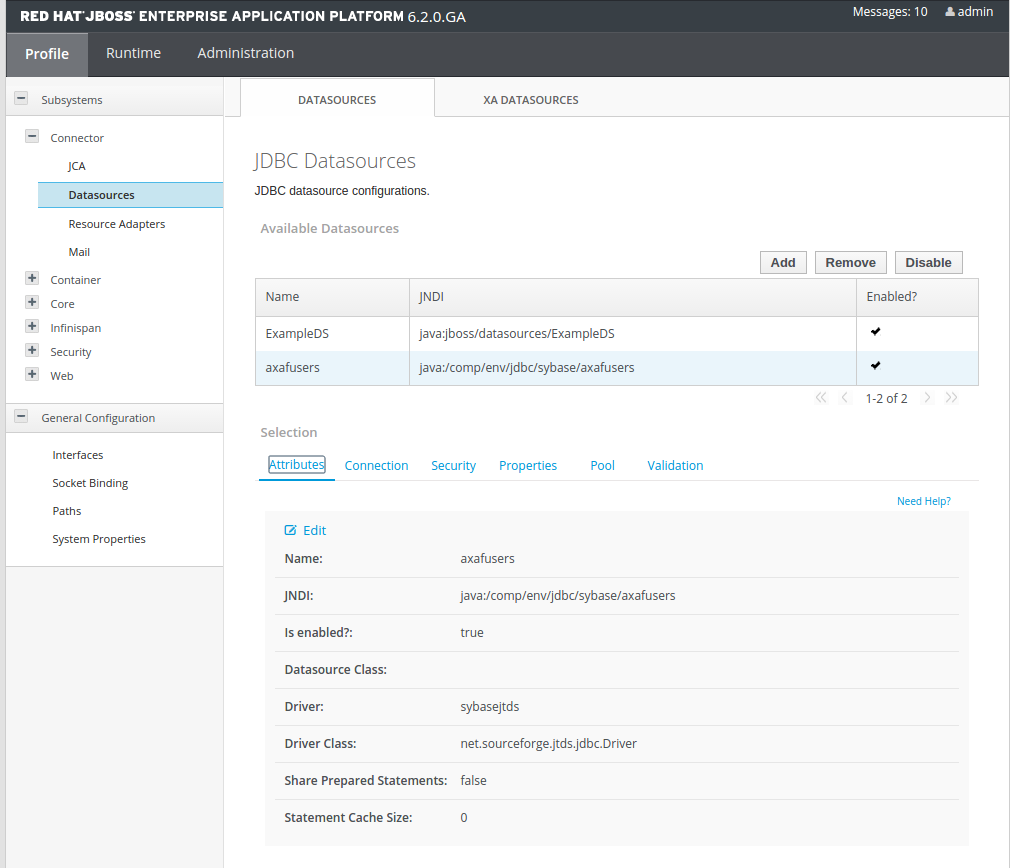 RED HAT JBOSS ENTERPRISE APPLICATION PLATFORM 6.2.0.GA
Messages: 10 admin
Profile Runtime Administration
Subsystems
Connector
JCA
Datasources
Resource Adapters
Mail
Container
Core
Infinispan
Security
Web
General Configuration
Interfaces
Socket Binding
Paths
System Properties
DATASOURCES XA DATASOURCES
JDBC Datasources
JDBC datasource configurations.
Available Datasources
Add Remove Disable
Name JNDI Enabled?
ExampleDS java:jboss/datasources/ExampleDS
axafusers java:/comp/env/jdbc/sybase/axafusers
1-2 of 2
Selection
Attributes Connection Security Properties Pool Validation
Need Help?
Edit
Name: axafusers
JNDI: java:/comp/env/jdbc/sybase/axafusers
Is enabled?: true
Datasource Class:
Driver: sybasejtds
Driver Class: net.sourceforge.jtds.jdbc.Driver
Share Prepared Statements: false
Statement Cache Size: 0